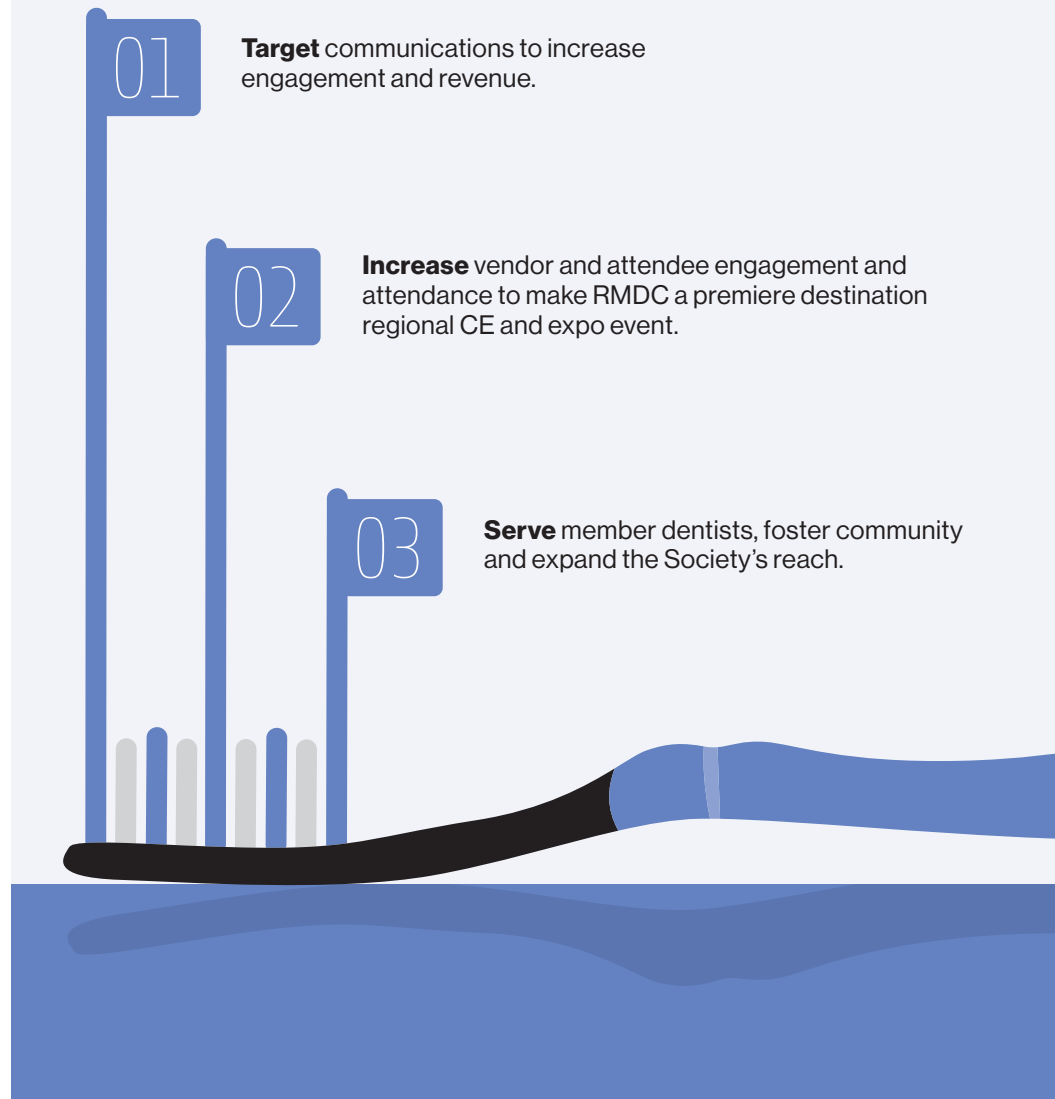 01
Target communications to increase
engagement and revenue.
02
Increase vendor and attendee engagement and
attendance to make RMDC a premiere destination
regional CE and expo event.
03
Serve member dentists, foster community
and expand the Society’s reach.